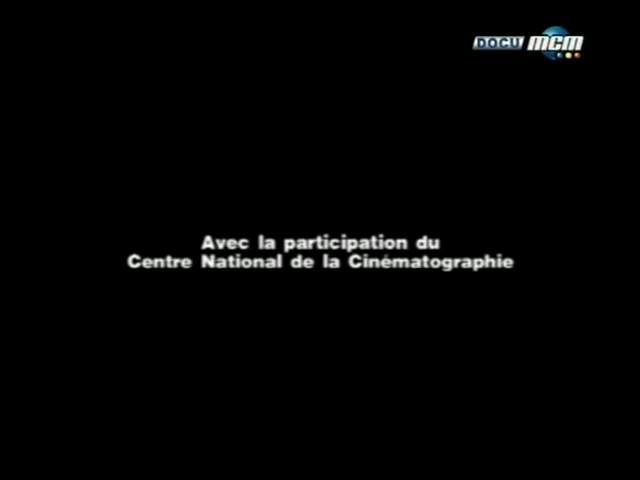 DOCU mcm
Avec la participation du
Centre National de la Cinématographie